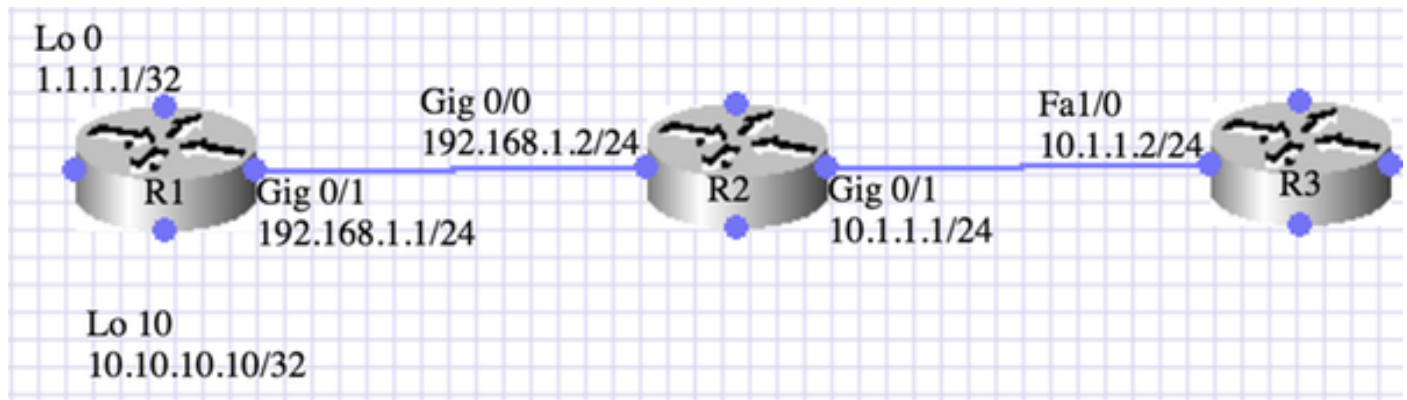 Lo 0
1.1.1.1/32
R1
Gig 0/1
192.168.1.1/24
Lo 10
10.10.10.10/32
Gig 0/0
192.168.1.2/24
R2
Gig 0/1
10.1.1.1/24
Fa1/0
10.1.1.2/24
R3